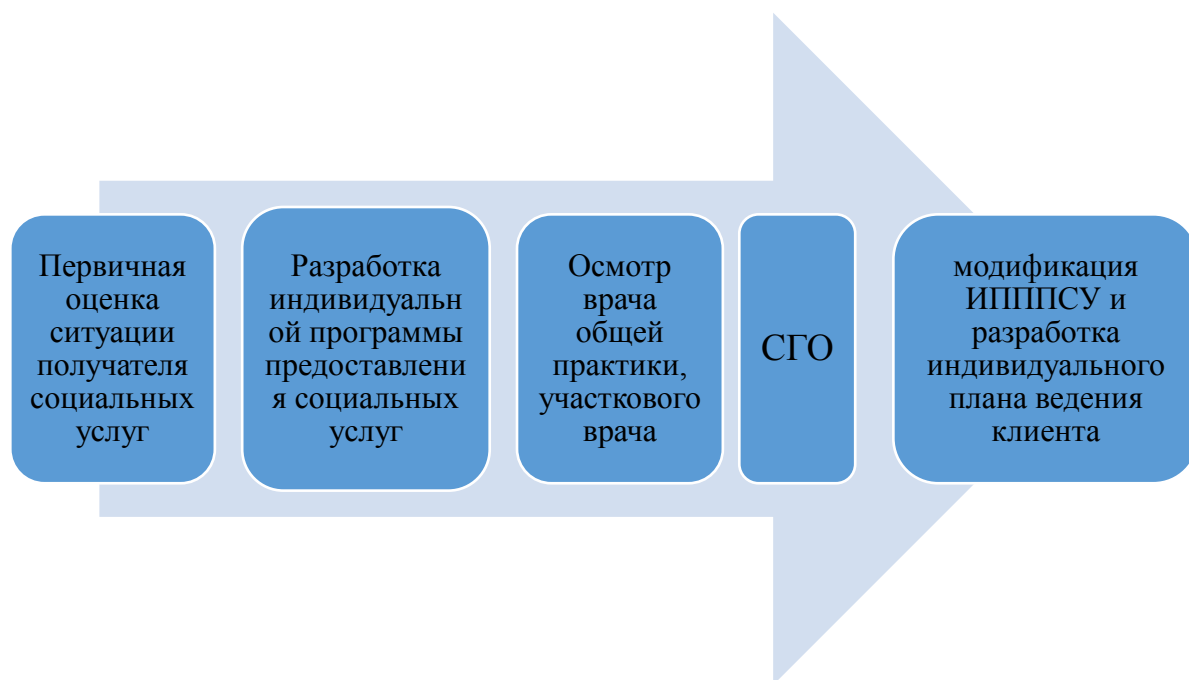 Первичная
оценка
ситуации
получателя
социальных
услуг
Разработка
индивидуальн
ой программы
предоставлени
я социальных
услуг
Осмотр
врача
общей
практики,
участкового
врача
СГО
модификация
ИПППСУ и
разработка
индивидуального
плана ведения
клиента